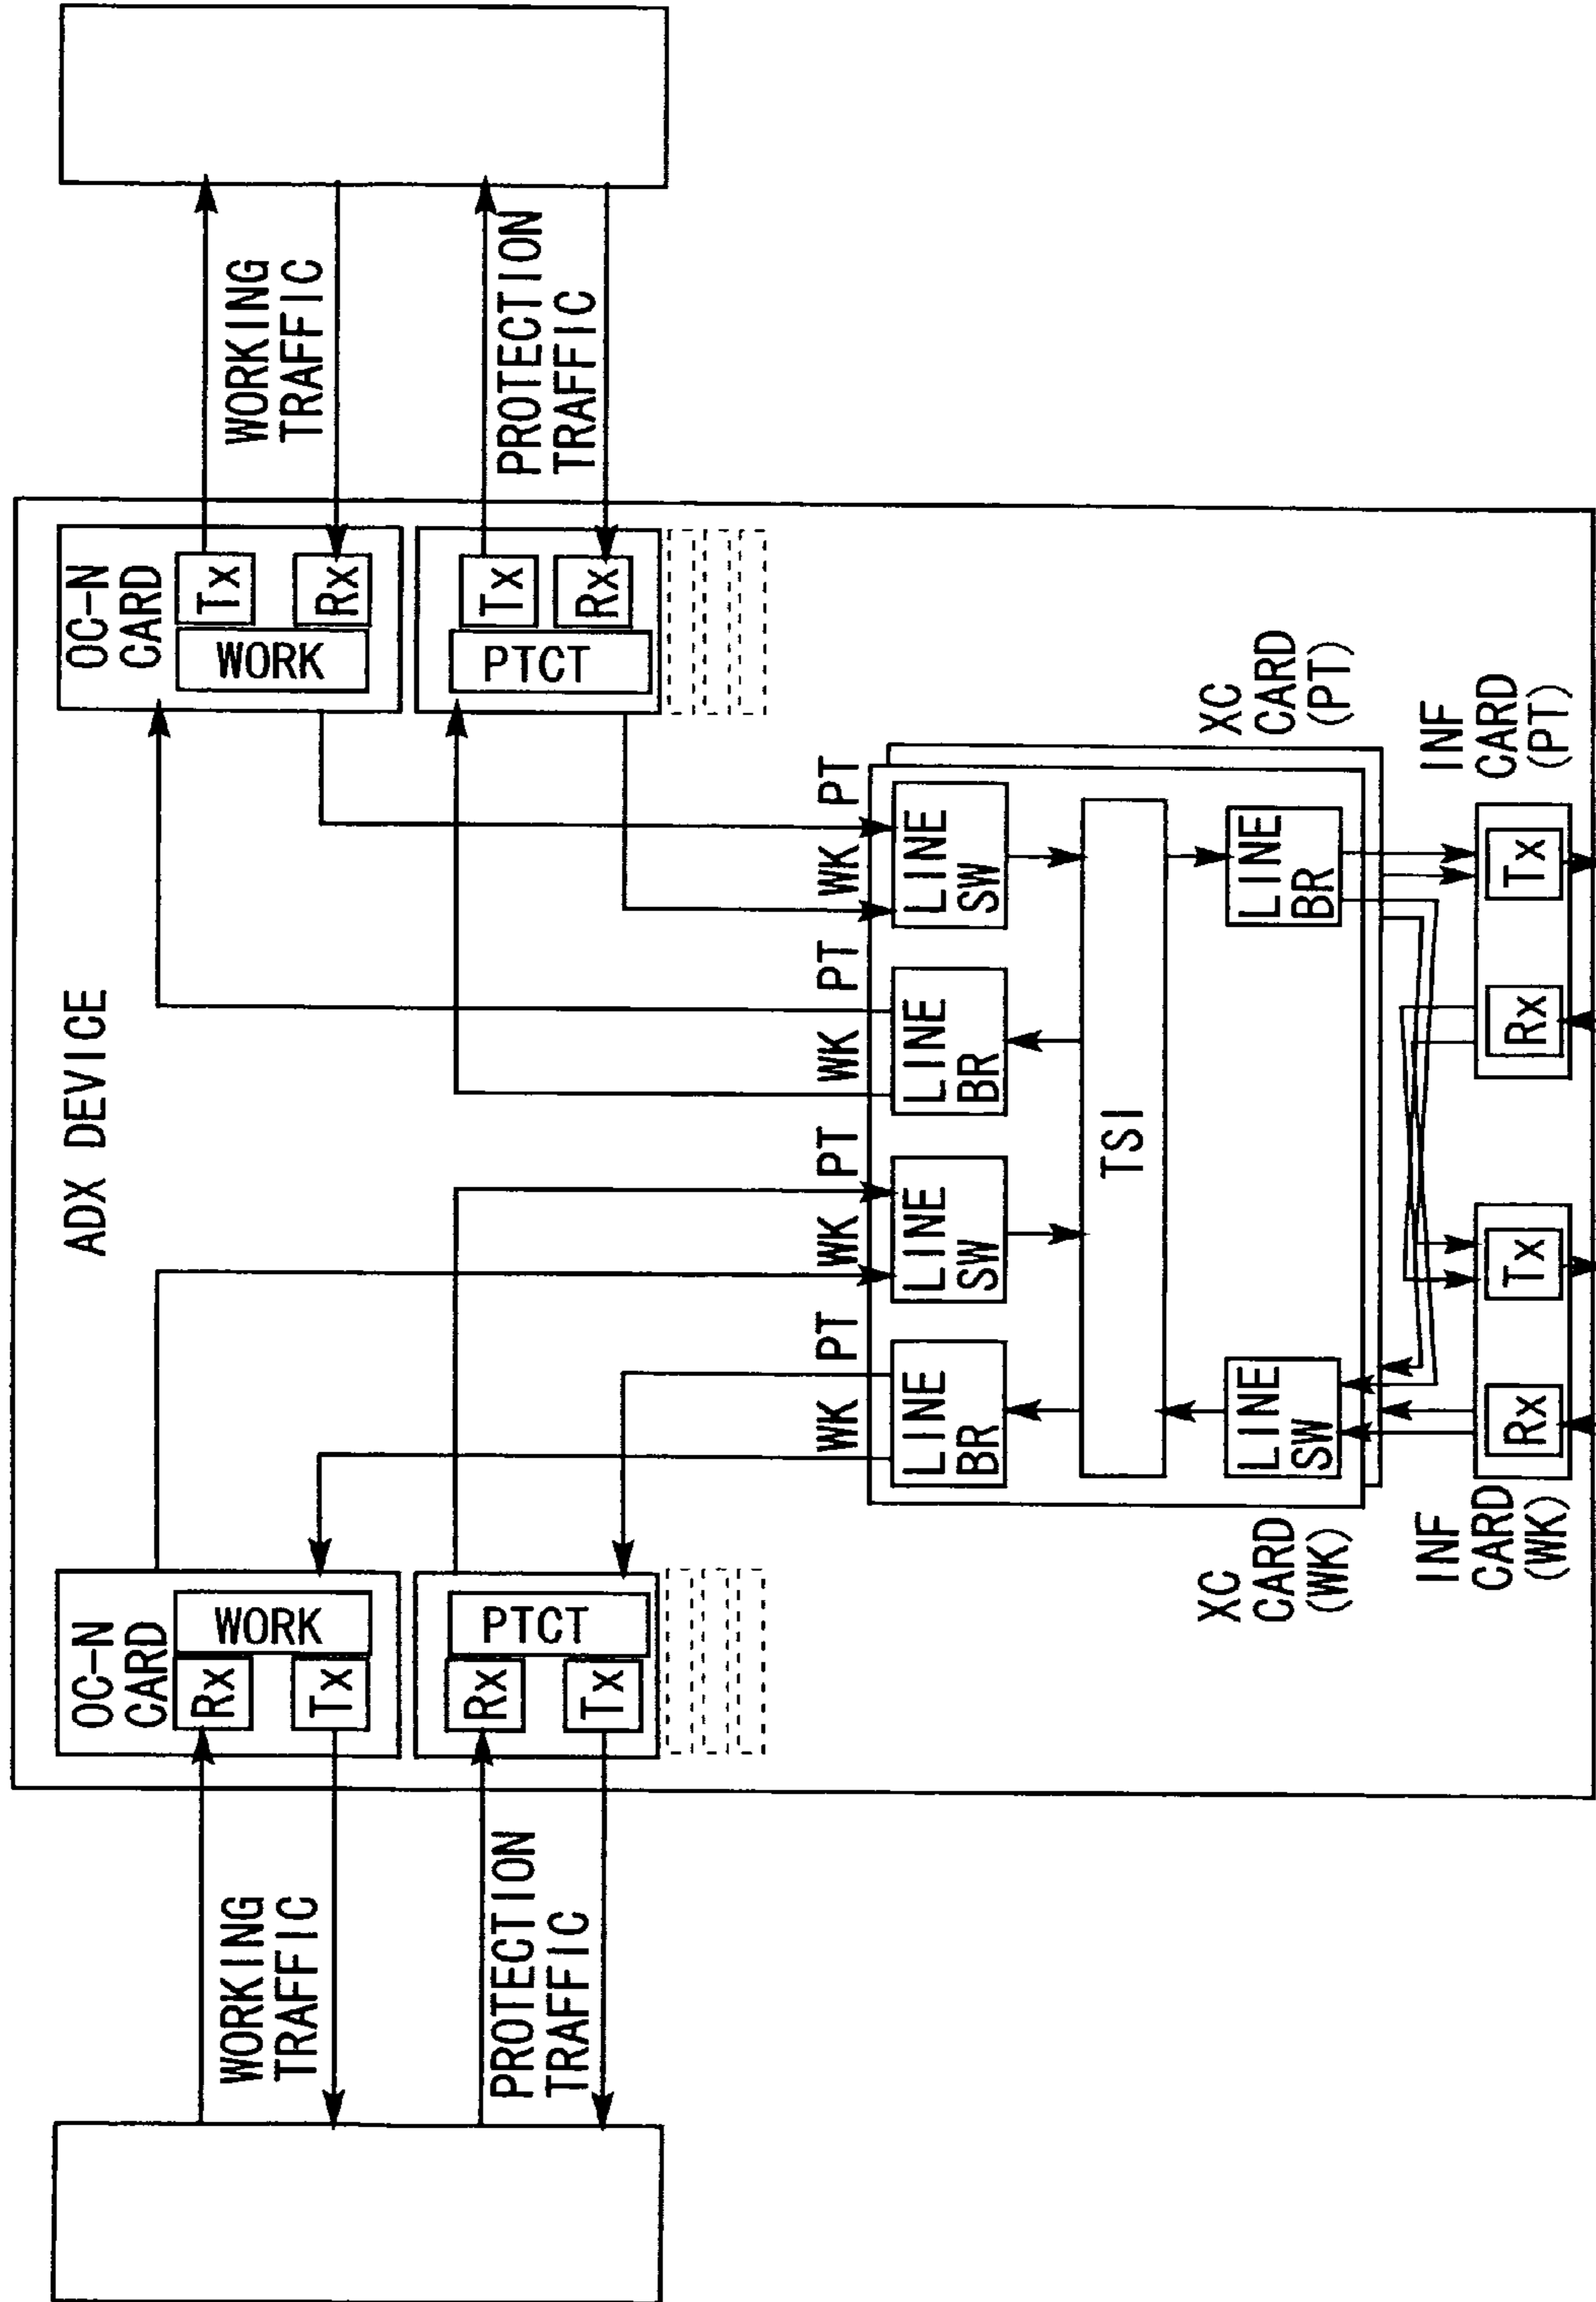 ADX DEVICE
OC-N
CARD
Rx
WORK
Tx
WORKING
TRAFFIC
Rx
PTCT
Tx
PROTECTION
TRAFFIC
OC-N
CARD
Tx
WORK
Rx
WORKING
TRAFFIC
Tx
PTCT
Rx
PROTECTION
TRAFFIC
WK PT
WK PT
WK PT
WK PT
LINE
BR
LINE
SW
LINE
BR
LINE
SW
TSI
LINE
SW
LINE
BR
XC
CARD
(WK)
XC
CARD
(PT)
INF
CARD
(WK)
Rx
Tx
Rx
Tx
INF
CARD
(PT)